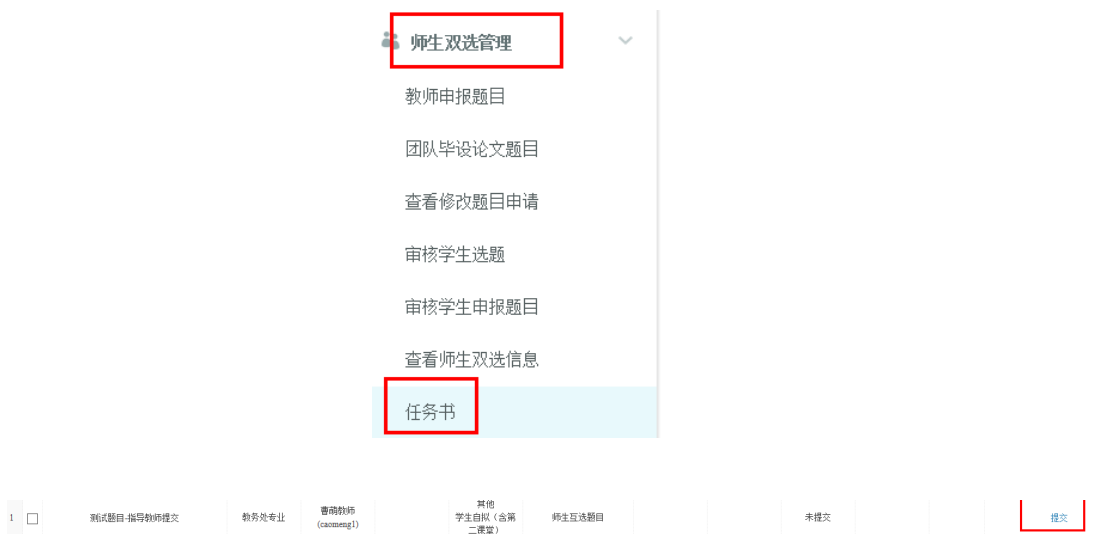 师生双选管理
教师申报题目
团队毕设论文题目
查看修改题目申请
审核学生选题
审核学生申报题目
查看师生双选信息
任务书
1 测试题目-指导教师提交 教务处专业 曹萌教师 (caomeng1) 其他 学生自拟（含第二课堂） 师生互选题目 未提交 提交